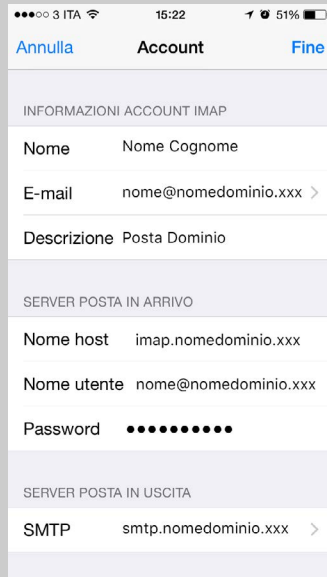 3 ITA 15:22 51%
Annulla Account Fine
INFORMAZIONI ACCOUNT IMAP
Nome Nome Cognome
E-mail nome@nomedominio.xxx
Descrizione Posta Dominio
SERVER POSTA IN ARRIVO
Nome host imap.nomedominio.xxx
Nome utente nome@nomedominio.xxx
Password ●●●●●●●●●●
SERVER POSTA IN USCITA
SMTP smtp.nomedominio.xxx